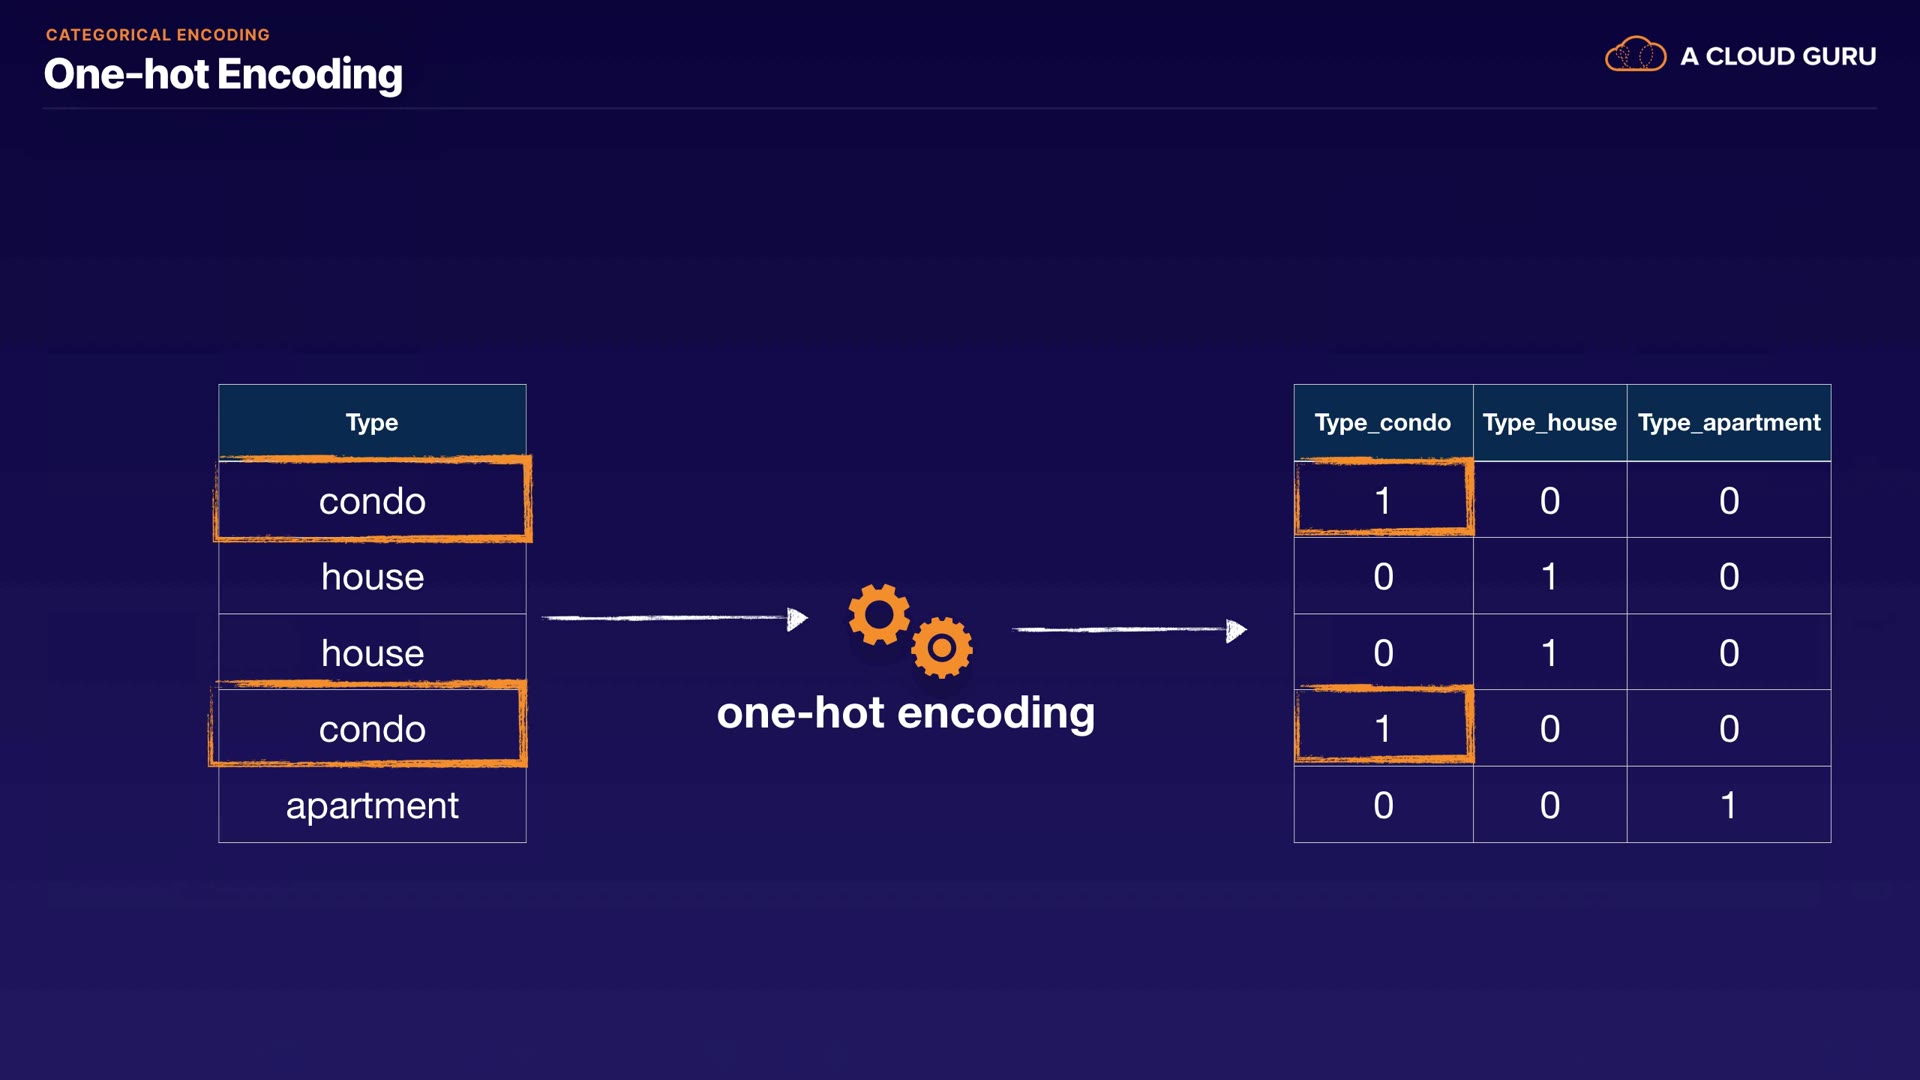 CATEGORICAL ENCODING
One-hot Encoding
A CLOUD GURU
Type
condo
house
house
condo
apartment
one-hot encoding
Type_condo Type_house Type_apartment
1 0 0
0 1 0
0 1 0
1 0 0
0 0 1